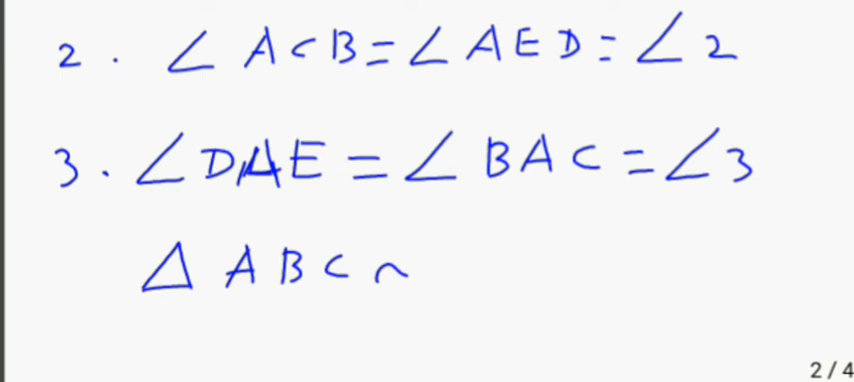 2. ∠ACB=∠AED=∠2
3. ∠DAE=∠BAC=∠3
△ABC~
2/4